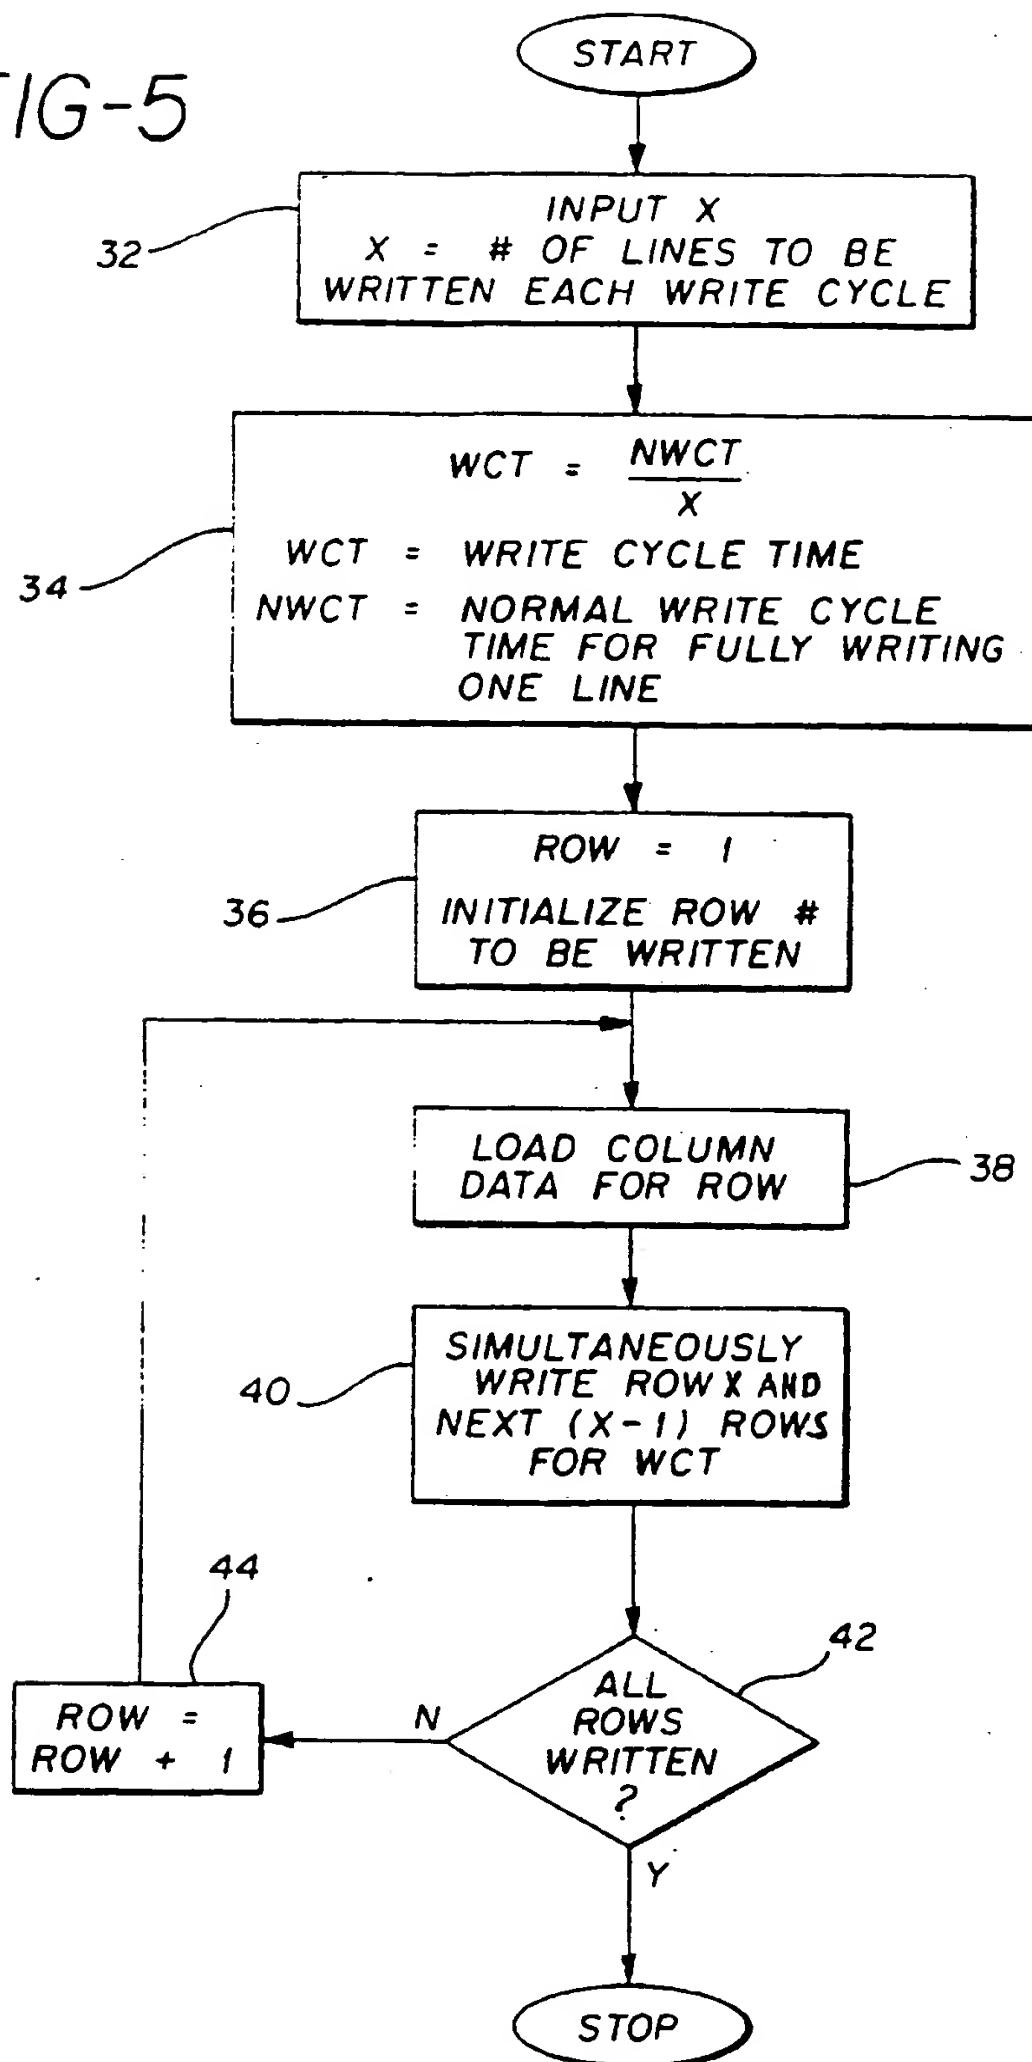 FIG-5
START
INPUT X
X = # OF LINES TO BE
WRITTEN EACH WRITE CYCLE
32
WCT = NWCT
X
WCT = WRITE CYCLE TIME
NWCT = NORMAL WRITE CYCLE
TIME FOR FULLY WRITING
ONE LINE
34
ROW = 1
INITIALIZE ROW #
TO BE WRITTEN
36
LOAD COLUMN
DATA FOR ROW
38
SIMULTANEOUSLY
WRITE ROW X AND
NEXT (X-1) ROWS
FOR WCT
40
44
42
ALL
ROWS
WRITTEN
?
N
ROW =
ROW + 1
Y
STOP